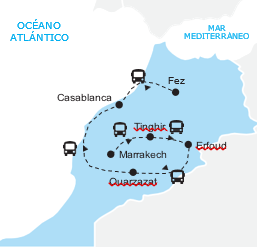 OCÉANO
ATLÁNTICO
MAR
MEDITERRÁNEO
Fez
Casablanca
Tinghir
Erfoud
Marrakech
Ouarzazat